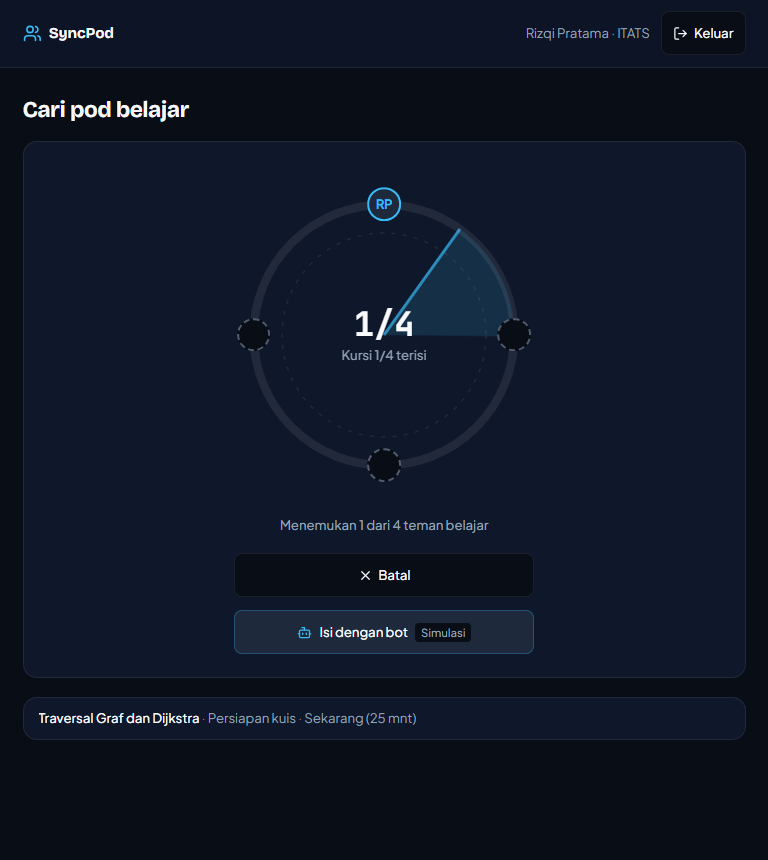 SyncPod
Rizqi Pratama · ITATS
Keluar
Cari pod belajar
RP
1/4
Kursi 1/4 terisi
Menemukan 1 dari 4 teman belajar
Batal
Isi dengan bot Simulasi
Traversal Graf dan Dijkstra · Persiapan kuis · Sekarang (25 mnt)